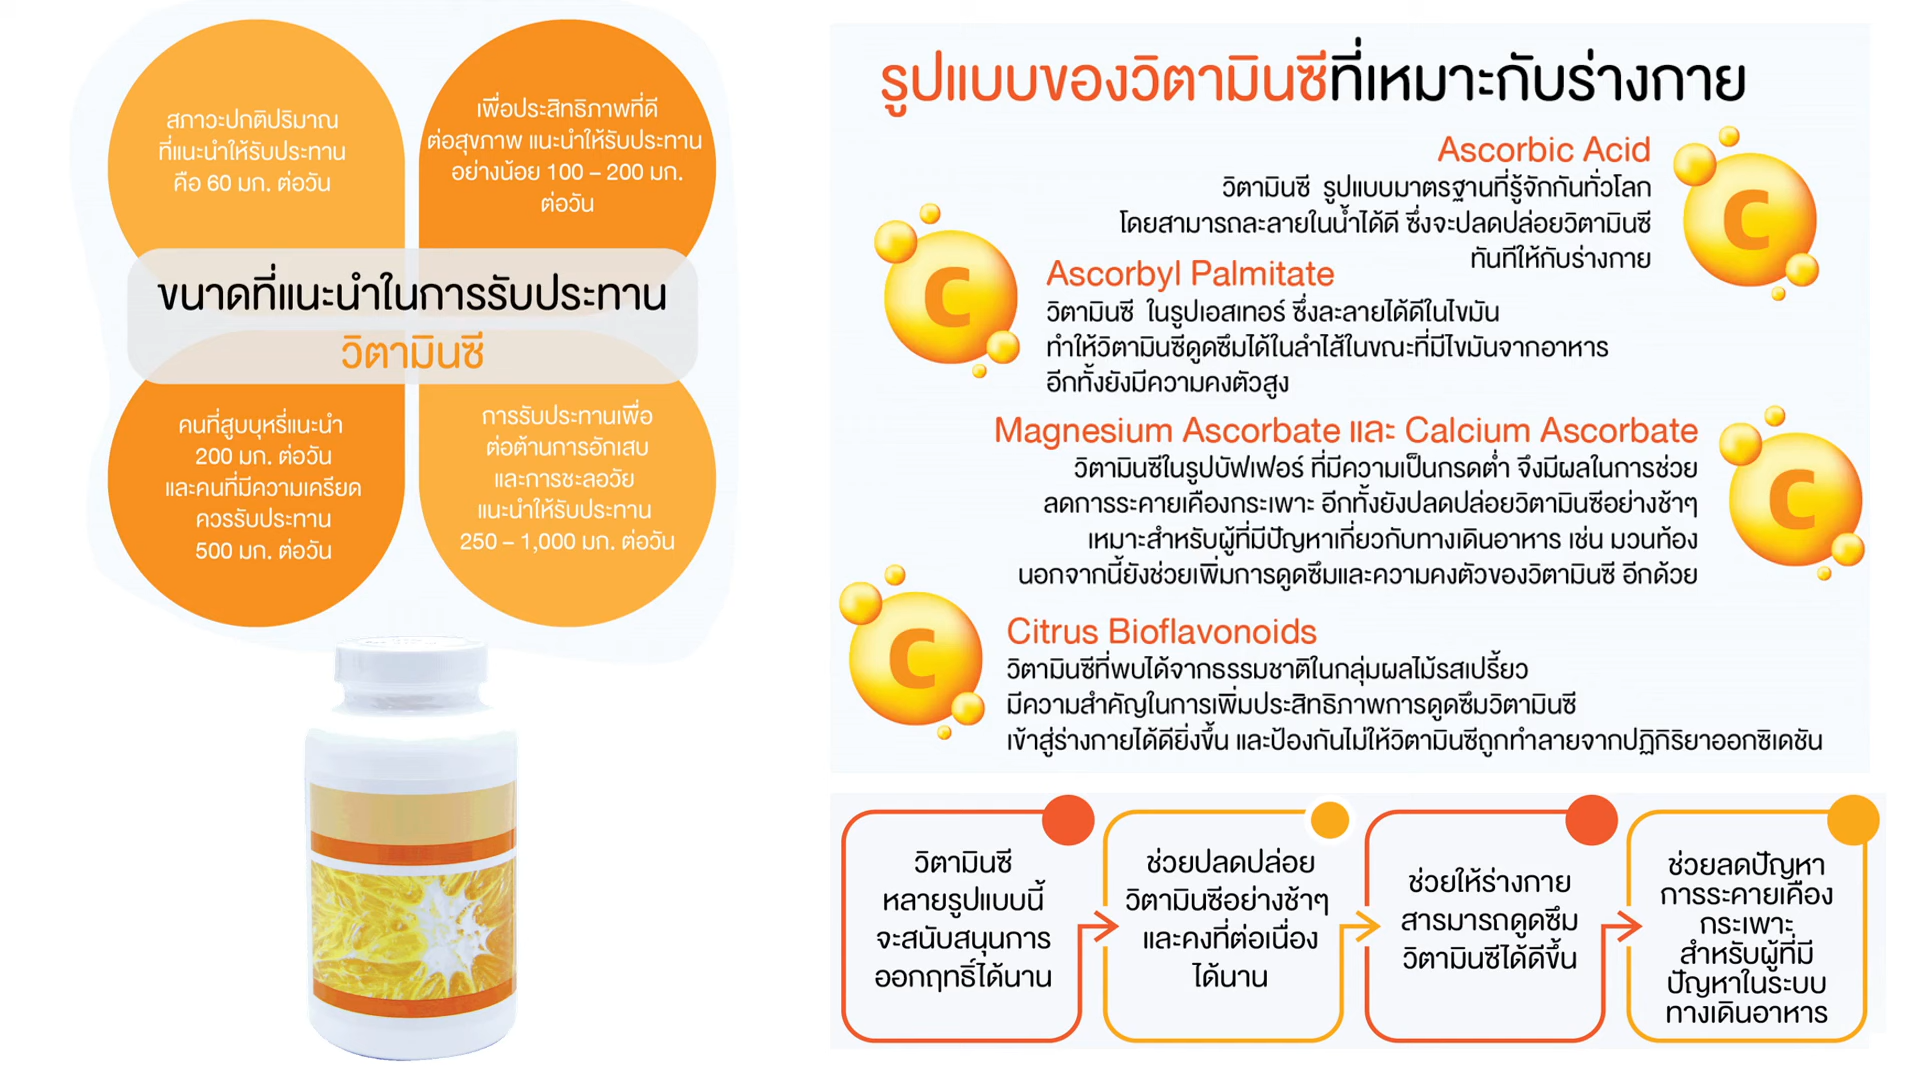 สภาวะปกติปริมาณ
ที่แนะนำให้รับประทาน
คือ 60 มก. ต่อวัน
เพื่อประสิทธิภาพที่ดี
ต่อสุขภาพ แนะนำให้รับประทาน
อย่างน้อย 100 – 200 มก.
ต่อวัน
ขนาดที่แนะนำในการรับประทาน
วิตามินซี
คนที่สูบบุหรี่แนะนำ
200 มก. ต่อวัน
และคนที่มีความเครียด
ควรรับประทาน
500 มก. ต่อวัน
การรับประทานเพื่อ
ต่อต้านการอักเสบ
และการชะลอวัย
แนะนำให้รับประทาน
250 – 1,000 มก. ต่อวัน
รูปแบบของวิตามินซีที่เหมาะกับร่างกาย
Ascorbic Acid
วิตามินซี รูปแบบมาตรฐานที่รู้จักกันทั่วโลก
โดยสามารถละลายในน้ำได้ดี ซึ่งจะปลดปล่อยวิตามินซี
ทันทีให้กับร่างกาย
C
C
Ascorbyl Palmitate
วิตามินซี ในรูปเอสเทอร์ ซึ่งละลายได้ดีในไขมัน
ทำให้วิตามินซีดูดซึมได้ในลำไส้ในขณะที่มีไขมันจากอาหาร
อีกทั้งยังมีความคงตัวสูง
Magnesium Ascorbate และ Calcium Ascorbate
วิตามินซีในรูปบัฟเฟอร์ ที่มีความเป็นกรดต่ำ จึงมีผลในการช่วย
ลดการระคายเคืองกระเพาะ อีกทั้งยังปลดปล่อยวิตามินซีอย่างช้าๆ
เหมาะสำหรับผู้ที่มีปัญหาเกี่ยวกับทางเดินอาหาร เช่น มวนท้อง
นอกจากนี้ยังช่วยเพิ่มการดูดซึมและความคงตัวของวิตามินซี อีกด้วย
C
C
Citrus Bioflavonoids
วิตามินซีที่พบได้จากธรรมชาติในกลุ่มผลไม้รสเปรี้ยว
มีความสำคัญในการเพิ่มประสิทธิภาพการดูดซึมวิตามินซี
เข้าสู่ร่างกายได้ดียิ่งขึ้น และป้องกันไม่ให้วิตามินซีถูกทำลายจากปฏิกิริยาออกซิเดชัน
วิตามินซี
หลายรูปแบบนี้
จะสนับสนุนการ
ออกฤทธิ์ได้นาน
ช่วยปลดปล่อย
วิตามินซีอย่างช้าๆ
และคงที่ต่อเนื่อง
ได้นาน
ช่วยให้ร่างกาย
สารมารถดูดซึม
วิตามินซีได้ดีขึ้น
ช่วยลดปัญหา
การระคายเคือง
กระเพาะ
สำหรับผู้ที่มี
ปัญหาในระบบ
ทางเดินอาหาร